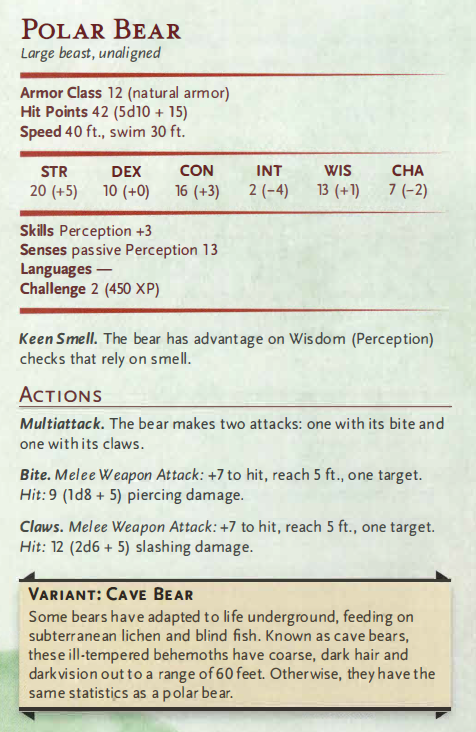 POLAR BEAR
Large beast, unaligned
Armor Class 12 (natural armor)
Hit Points 42 (5d10 + 15)
Speed 40 ft., swim 30 ft.
STR DEX CON INT WIS CHA
20 (+5) 10 (+0) 16 (+3) 2 (−4) 13 (+1) 7 (−2)
Skills Perception +3
Senses passive Perception 13
Languages —
Challenge 2 (450 XP)
Keen Smell. The bear has advantage on Wisdom (Perception)
checks that rely on smell.
ACTIONS
Multiattack. The bear makes two attacks: one with its bite and
one with its claws.
Bite. Melee Weapon Attack: +7 to hit, reach 5 ft., one target.
Hit: 9 (1d8 + 5) piercing damage.
Claws. Melee Weapon Attack: +7 to hit, reach 5 ft., one target.
Hit: 12 (2d6 + 5) slashing damage.
VARIANT: CAVE BEAR
Some bears have adapted to life underground, feeding on
subterranean lichen and blind fish. Known as cave bears,
these ill-tempered behemoths have coarse, dark hair and
darkvision out to a range of 60 feet. Otherwise, they have the
same statistics as a polar bear.